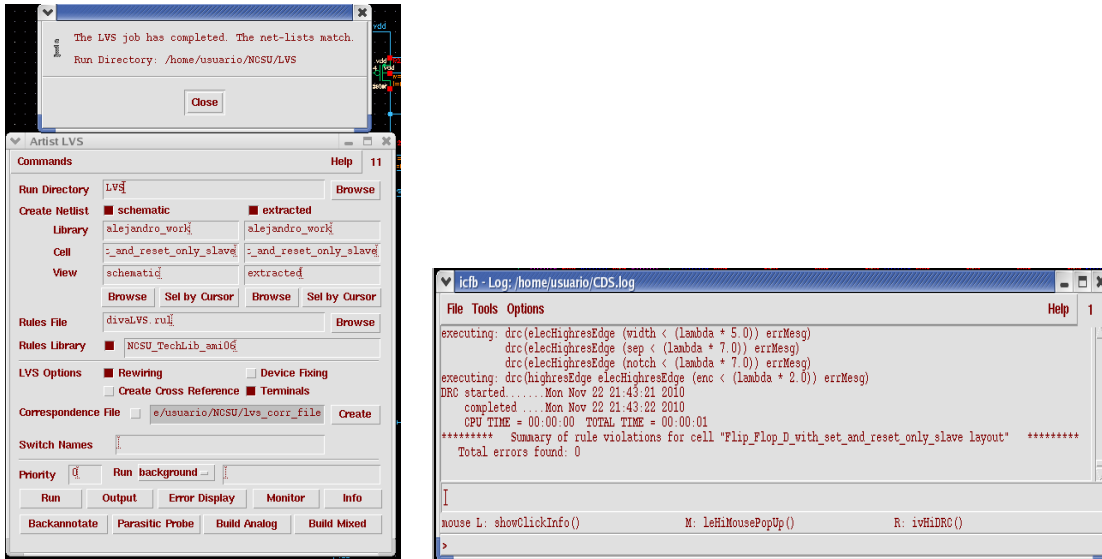 vdd
The LVS job has completed. The net-lists match.
Run Directory: /home/usuario/NCSU/LVS
Close
Artist LVS
Commands Help 11
Run Directory LVS Browse
Create Netlist schematic extracted
Library alejandro_work alejandro_work
Cell _and_reset_only_slave _and_reset_only_slave
View schematic extracted
Browse Sel by Cursor Browse Sel by Cursor
Rules File divaLVS.rul Browse
Rules Library NCSU_TechLib_ami06
LVS Options Rewiring Device Fixing
Create Cross Reference Terminals
Correspondence File e/usuario/NCSU/lvs_corr_file Create
Switch Names
Priority 0 Run background
Run Output Error Display Monitor Info
Backannotate Parasitic Probe Build Analog Build Mixed
icfb - Log: /home/usuario/CDS.log
File Tools Options Help 1
executing: drc(elecHighresEdge (width < (lambda * 5.0)) errMesg)
drc(elecHighresEdge (sep < (lambda * 7.0)) errMesg)
drc(elecHighresEdge (notch < (lambda * 7.0)) errMesg)
executing: drc(highresEdge elecHighresEdge (enc < (lambda * 2.0)) errMesg)
DRC started.......Mon Nov 22 21:43:21 2010
completed ....Mon Nov 22 21:43:22 2010
CPU TIME = 00:00:00 TOTAL TIME = 00:00:01
********* Summary of rule violations for cell "Flip_Flop_D_with_set_and_reset_only_slave layout" *********
Total errors found: 0
mouse L: showClickInfo() M: leHiMousePopUp() R: ivHiDRC()
>